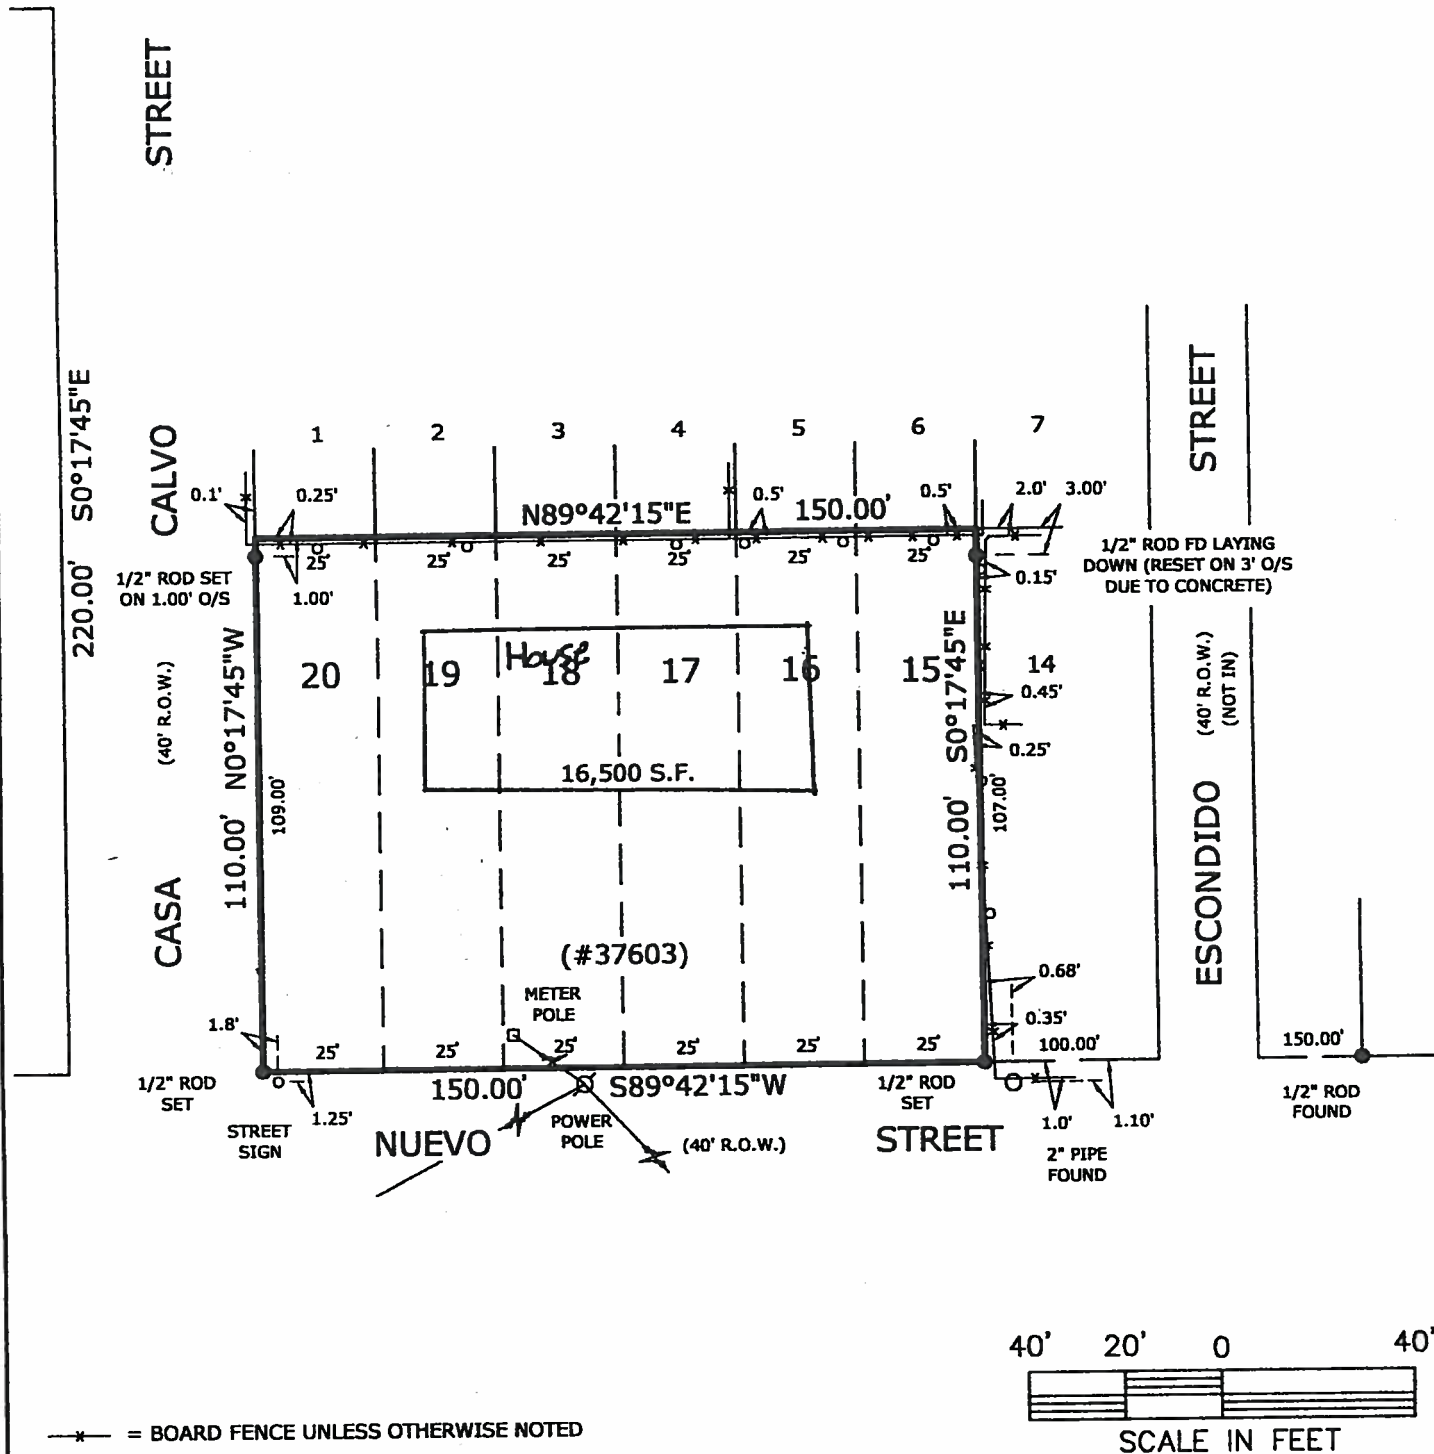 STREET
CALVO
CASA
(40' R.O.W.)
220.00' S0°17'45"E
1 2 3 4 5 6 7
0.1'
0.25'
N89°42'15"E 150.00'
0.5'
0.5'
2.0'
3.00'
25' 25' 25' 25' 25' 25'
1/2" ROD SET
ON 1.00' O/S
1.00'
0.15'
1/2" ROD FD LAYING
DOWN (RESET ON 3' O/S
DUE TO CONCRETE)
House
20 19 18 17 16 15 14
0.45'
0.25'
110.00' N0°17'45"W
109.00'
16,500 S.F.
110.00' S0°17'45"E
107.00'
STREET
(40' R.O.W.)
(NOT IN)
ESCONDIDO
(#37603)
METER
POLE
0.68'
0.35'
1.8'
25' 25' 25' 25' 25' 25'
100.00'
150.00'
1/2" ROD
SET
150.00' S89°42'15"W
1/2" ROD
SET
1/2" ROD
FOUND
STREET
SIGN
1.25'
POWER
POLE
1.0'
1.10'
2" PIPE
FOUND
NUEVO
(40' R.O.W.)
STREET
40' 20' 0 40'
SCALE IN FEET
= BOARD FENCE UNLESS OTHERWISE NOTED